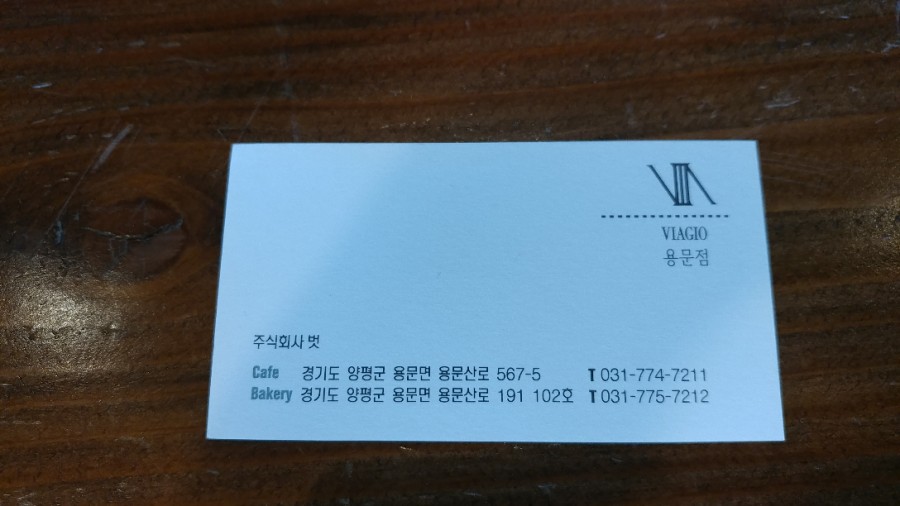 VIA
VIAGIO
용문점
주식회사 벗
Cafe 경기도 양평군 용문면 용문산로 567-5 T 031-774-7211
Bakery 경기도 양평군 용문면 용문산로 191 102호 T 031-775-7212